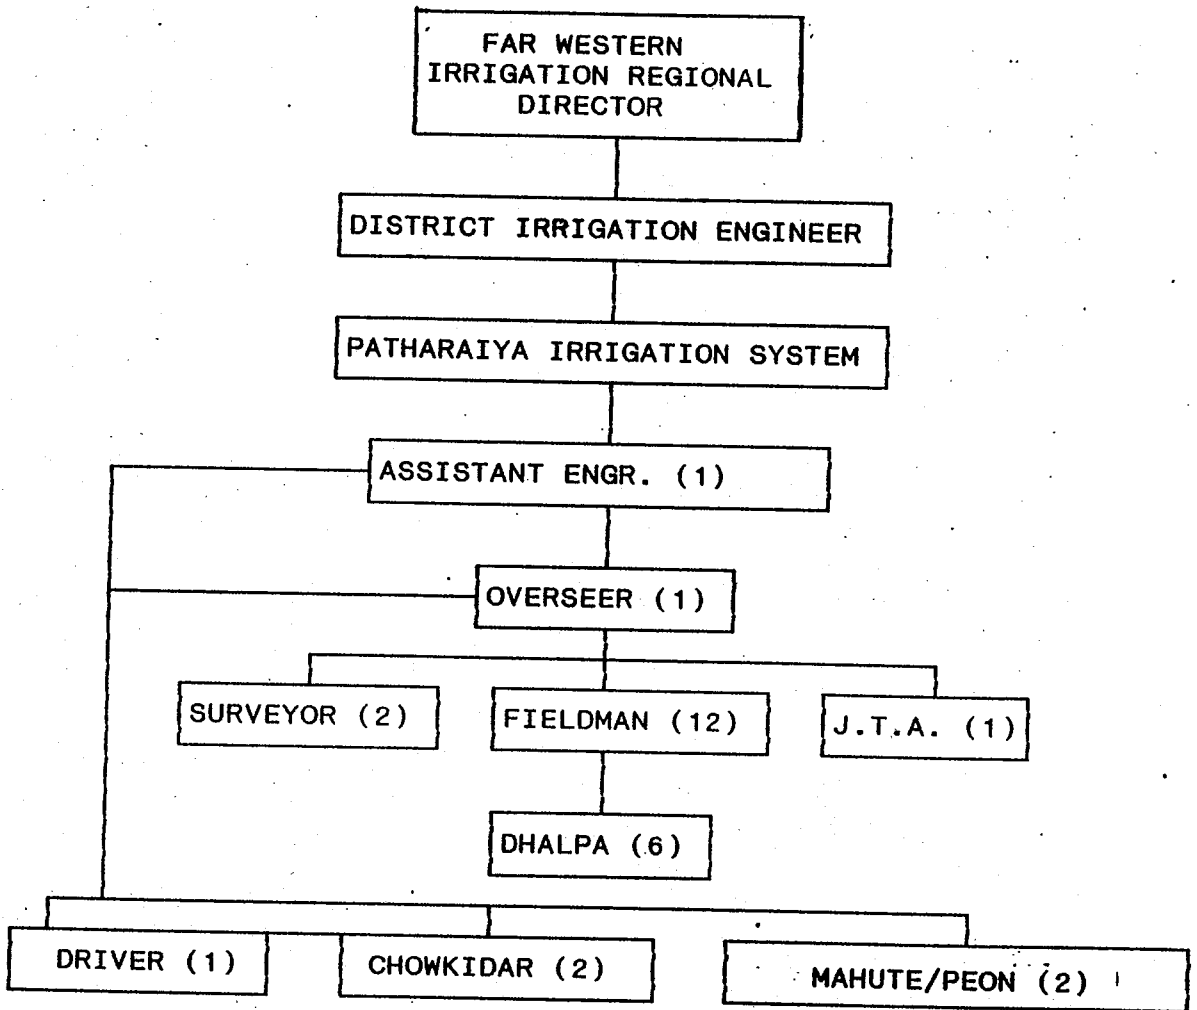 FAR WESTERN
IRRIGATION REGIONAL
DIRECTOR
DISTRICT IRRIGATION ENGINEER
PATHARAIYA IRRIGATION SYSTEM
ASSISTANT ENGR. (1)
OVERSEER (1)
SURVEYOR (2)
FIELDMAN (12)
J.T.A. (1)
DHALPA (6)
DRIVER (1)
CHOWKIDAR (2)
MAHUTE/PEON (2)